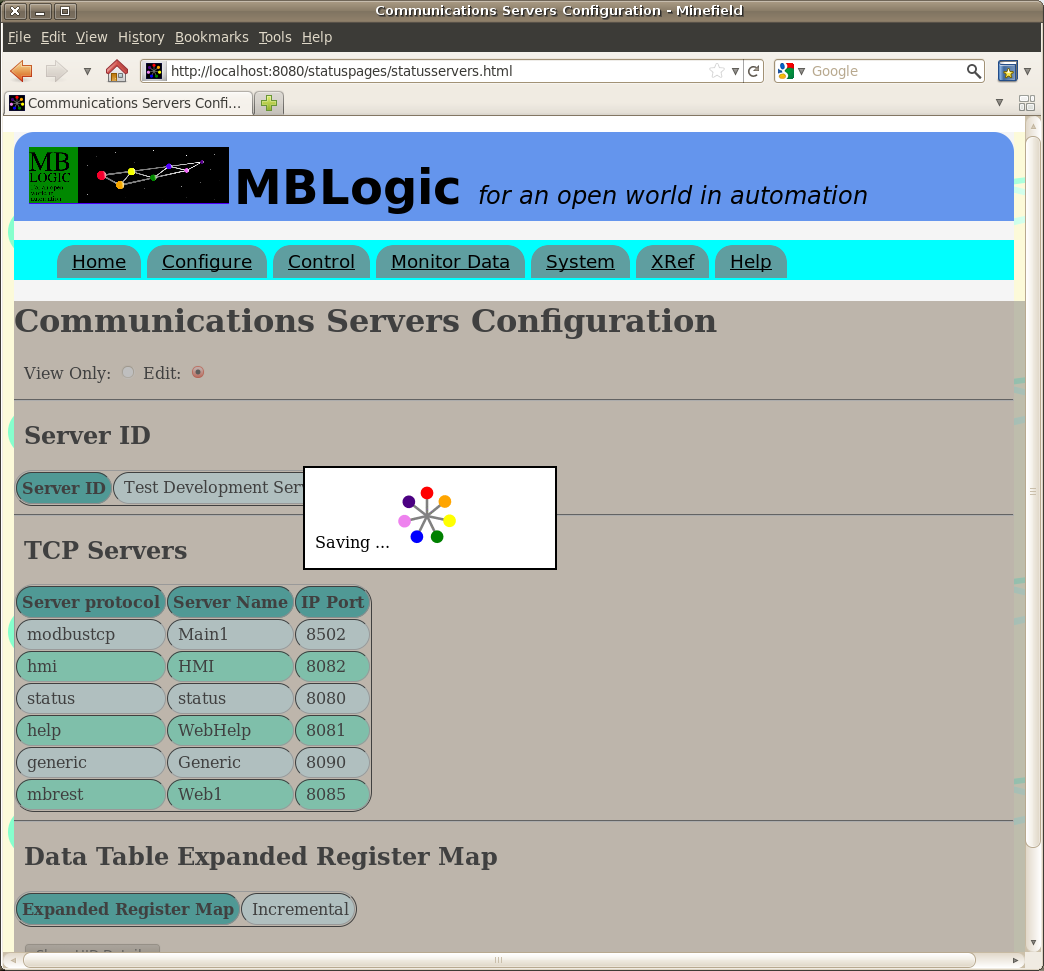 Communications Servers Configuration - Minefield
File Edit View History Bookmarks Tools Help
http://localhost:8080/statuspages/statusservers.html Google
Communications Servers Confi...
MB
LOGIC
MBLogic for an open world in automation
Home Configure Control Monitor Data System XRef Help
Communications Servers Configuration
View Only: Edit:
Server ID
Server ID Test Development Ser
Saving ...
TCP Servers
Server protocol Server Name IP Port
modbustcp Main1 8502
hmi HMI 8082
status status 8080
help WebHelp 8081
generic Generic 8090
mbrest Web1 8085
Data Table Expanded Register Map
Expanded Register Map Incremental